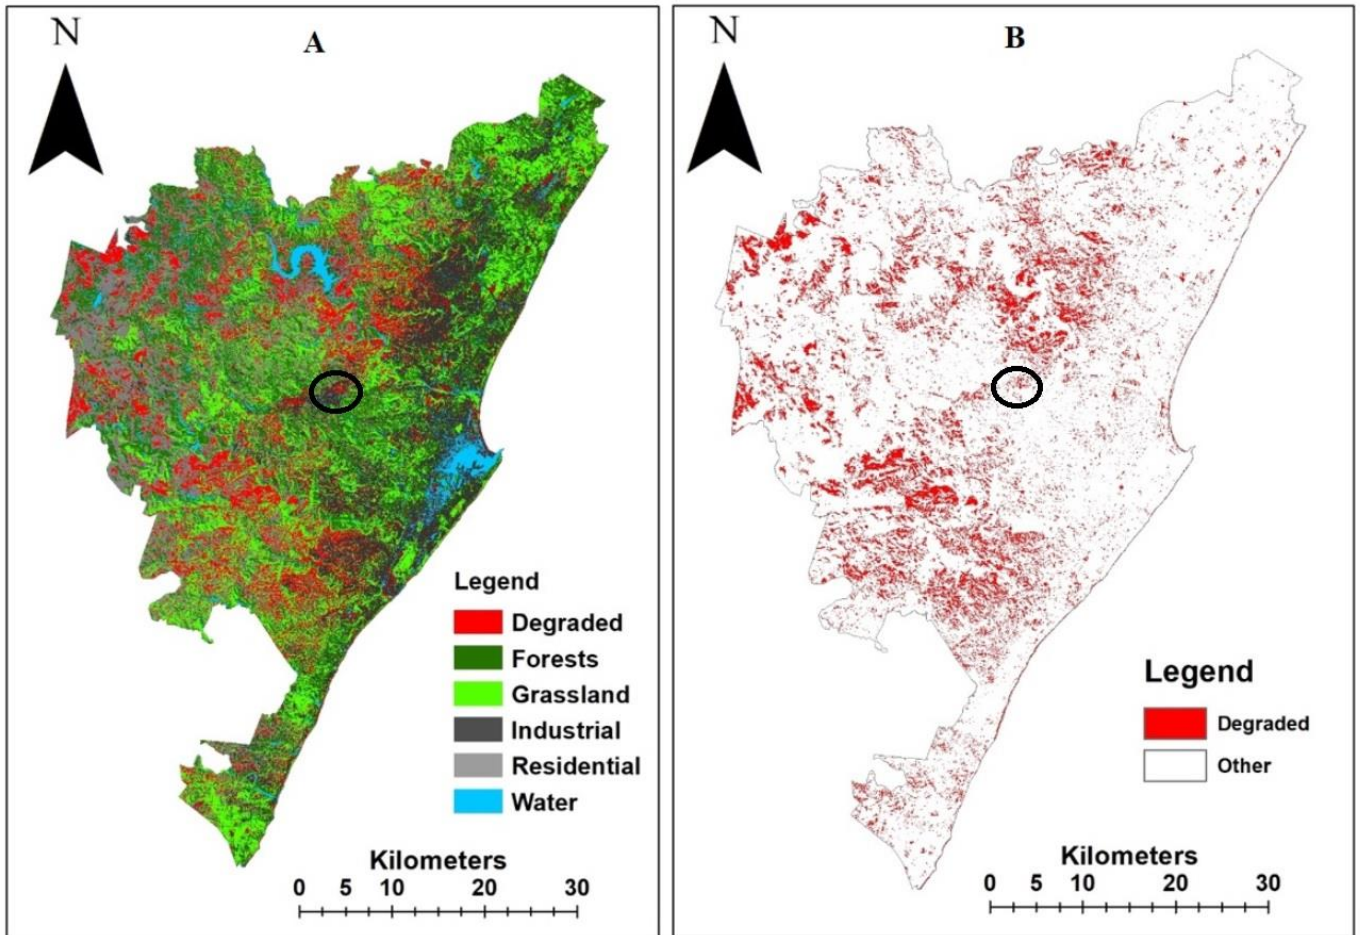 N
A
Legend
Degraded
Forests
Grassland
Industrial
Residential
Water
Kilometers
0 5 10 20 30
N
B
Legend
Degraded
Other
Kilometers
0 5 10 20 30